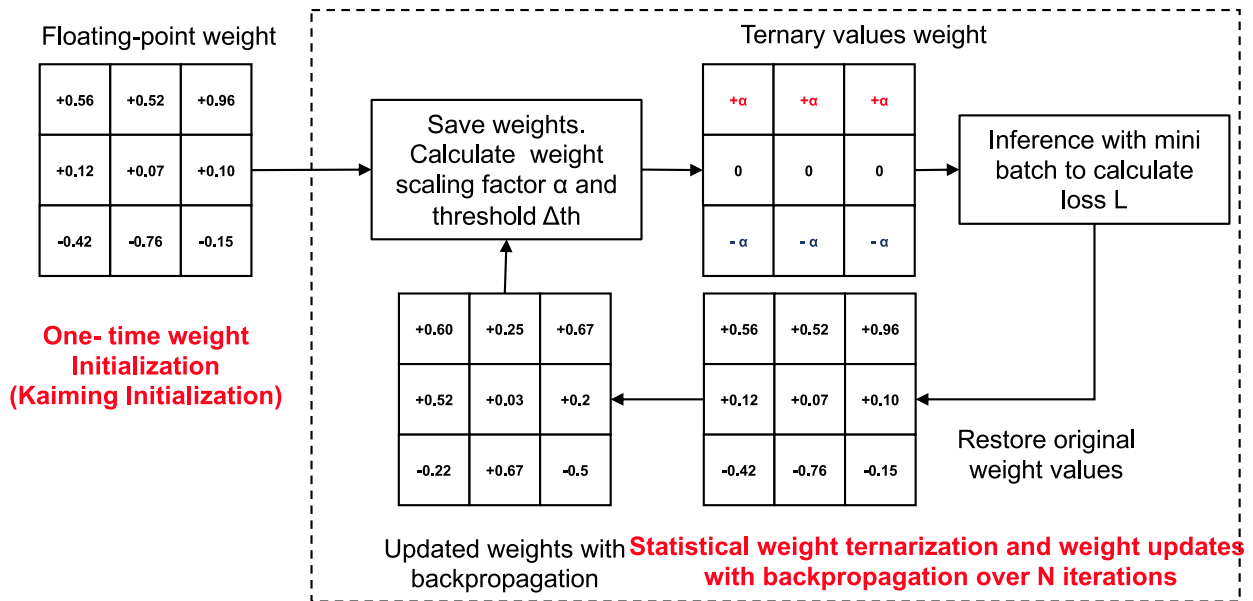 Floating-point weight
+0.56 +0.52 +0.96
+0.12 +0.07 +0.10
-0.42 -0.76 -0.15
One- time weight
Initialization
(Kaiming Initialization)
Save weights.
Calculate weight
scaling factor α and
threshold Δth
Ternary values weight
+α +α +α
0 0 0
- α - α - α
Inference with mini
batch to calculate
loss L
Restore original
weight values
+0.56 +0.52 +0.96
+0.12 +0.07 +0.10
-0.42 -0.76 -0.15
+0.60 +0.25 +0.67
+0.52 +0.03 +0.2
-0.22 +0.67 -0.5
Updated weights with
backpropagation
Statistical weight ternarization and weight updates
with backpropagation over N iterations